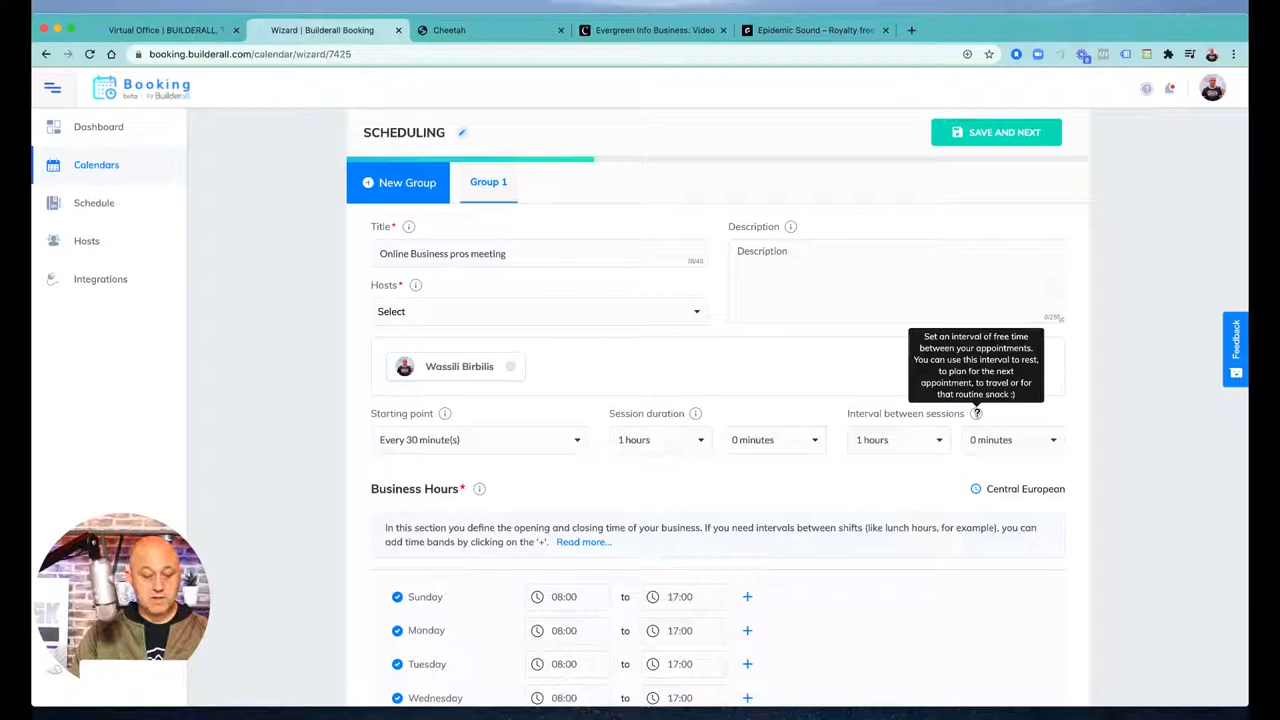 Virtual Office | BUILDERALL, T
Wizard | Builderall Booking
Cheetah
Evergreen Info Business: Video
Epidemic Sound – Royalty free
booking.builderall.com/calendar/wizard/7425
Booking
beta by Builderall
Dashboard
Calendars
Schedule
Hosts
Integrations
SCHEDULING
SAVE AND NEXT
New Group
Group 1
Title*
Description
Online Business pros meeting
Description
Hosts*
Select
0/255
Set an interval of free time
between your appointments.
You can use this interval to rest,
to plan for the next
appointment, to travel or for
that routine snack :)
Feedback
Wassili Birbilis
Starting point
Session duration
Interval between sessions
Every 30 minute(s)
1 hours
0 minutes
1 hours
0 minutes
Business Hours*
Central European
In this section you define the opening and closing time of your business. If you need intervals between shifts (like lunch hours, for example), you can
add time bands by clicking on the '+'. Read more...
Sunday 08:00 to 17:00
Monday 08:00 to 17:00
Tuesday 08:00 to 17:00
Wednesday 08:00 to 17:00